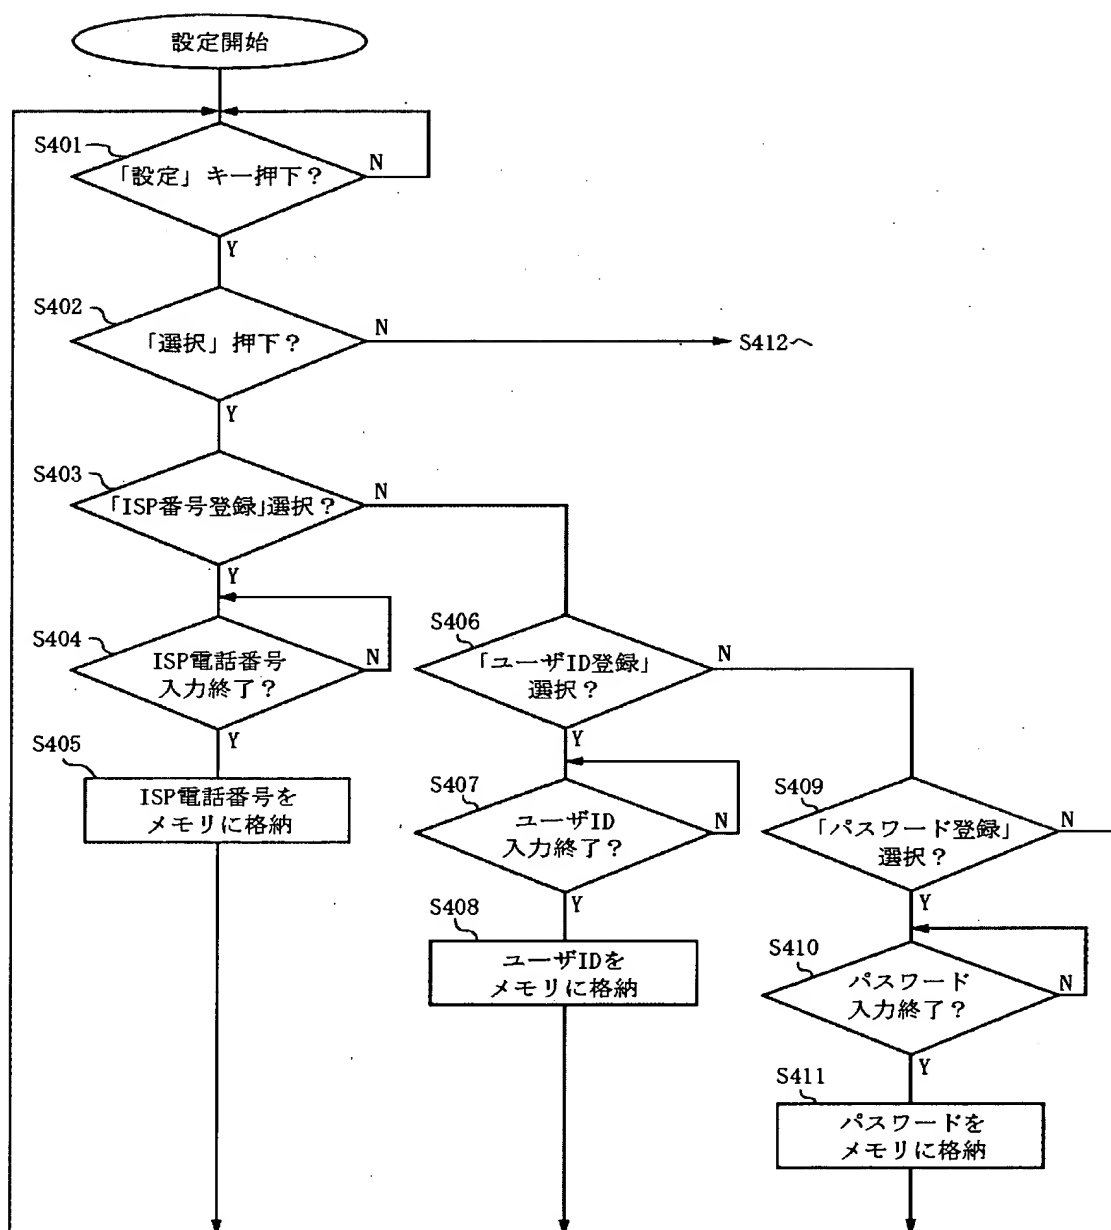 設定開始
S401
「設定」キー押下？
N
Y
S402
「選択」押下？
N
S412へ
Y
S403
「ISP番号登録」選択？
N
Y
S404
ISP電話番号
入力終了？
N
Y
S405
ISP電話番号を
メモリに格納
S406
「ユーザID登録」
選択？
N
Y
S407
ユーザID
入力終了？
N
Y
S408
ユーザIDを
メモリに格納
S409
「パスワード登録」
選択？
N
Y
S410
パスワード
入力終了？
N
Y
S411
パスワードを
メモリに格納